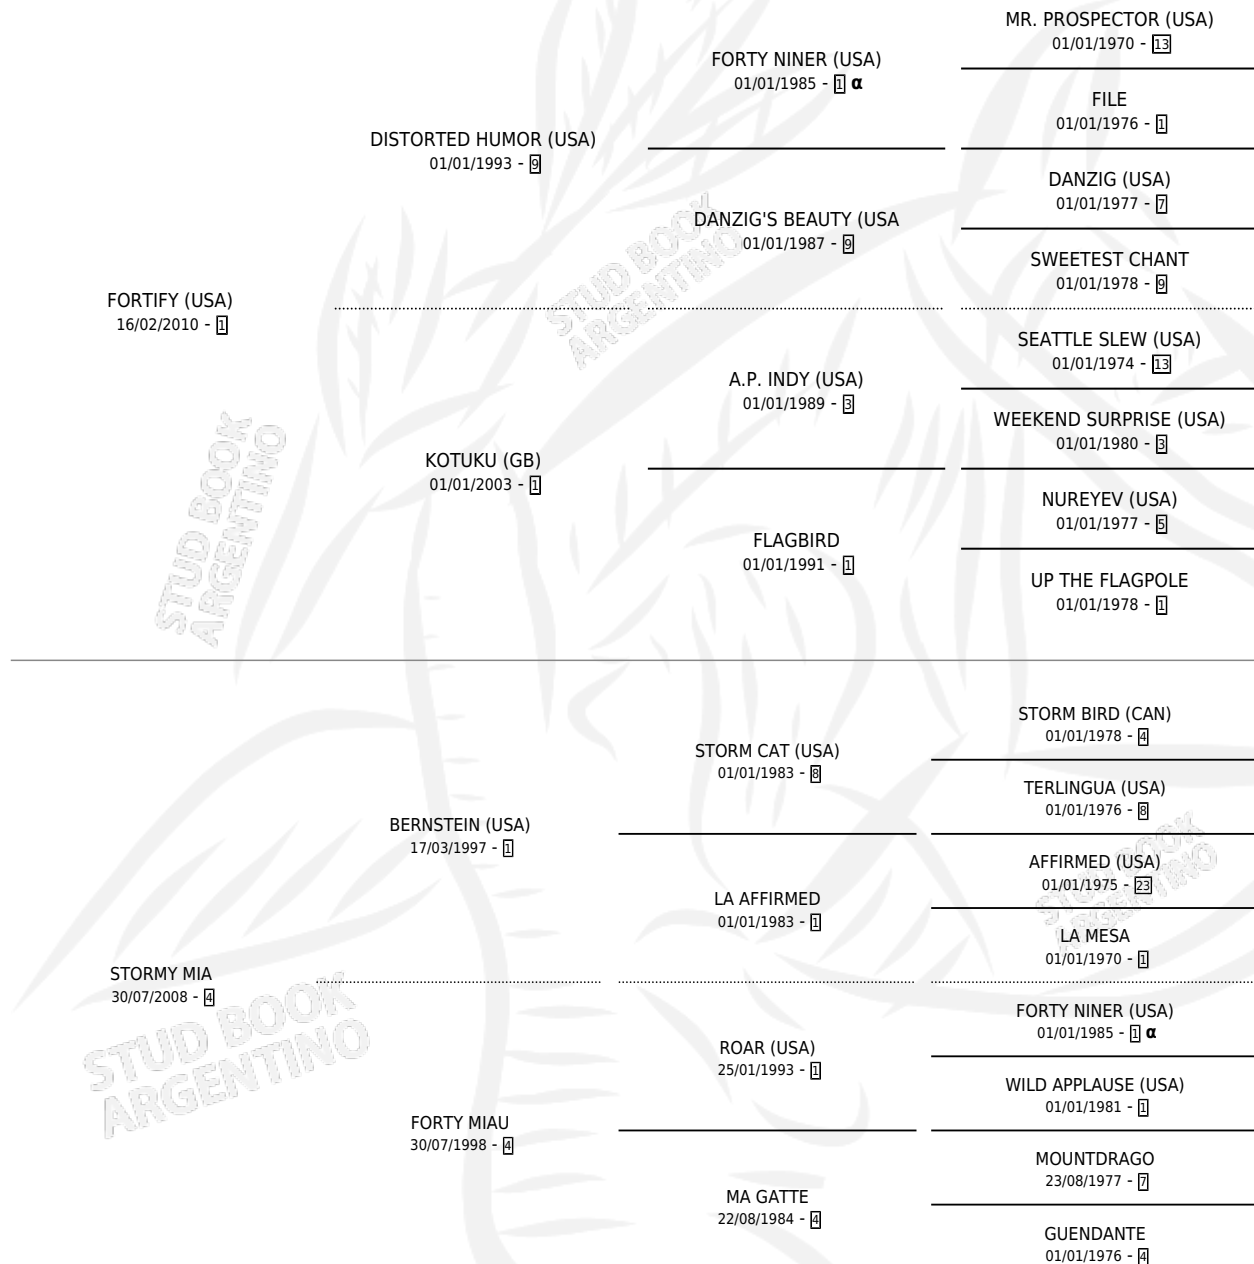 MR. PROSPECTOR (USA)
01/01/1970 - 13
FORTY NINER (USA)
01/01/1985 - 1 α
FILE
01/01/1976 - 1
DISTORTED HUMOR (USA)
01/01/1993 - 9
DANZIG (USA)
01/01/1977 - 7
DANZIG'S BEAUTY (USA
01/01/1987 - 9
SWEETEST CHANT
01/01/1978 - 9
FORTIFY (USA)
16/02/2010 - 1
SEATTLE SLEW (USA)
01/01/1974 - 13
A.P. INDY (USA)
01/01/1989 - 3
WEEKEND SURPRISE (USA)
01/01/1980 - 3
KOTUKU (GB)
01/01/2003 - 1
NUREYEV (USA)
01/01/1977 - 5
FLAGBIRD
01/01/1991 - 1
UP THE FLAGPOLE
01/01/1978 - 1
STORM BIRD (CAN)
01/01/1978 - 4
STORM CAT (USA)
01/01/1983 - 8
TERLINGUA (USA)
01/01/1976 - 8
BERNSTEIN (USA)
17/03/1997 - 1
AFFIRMED (USA)
01/01/1975 - 23
LA AFFIRMED
01/01/1983 - 1
LA MESA
01/01/1970 - 1
STORMY MIA
30/07/2008 - 4
FORTY NINER (USA)
01/01/1985 - 1 α
ROAR (USA)
25/01/1993 - 1
WILD APPLAUSE (USA)
01/01/1981 - 1
FORTY MIAU
30/07/1998 - 4
MOUNTDRAGO
23/08/1977 - 7
MA GATTE
22/08/1984 - 4
GUENDANTE
01/01/1976 - 4
STUD BOOK
ARGENTINO
STUD BOOK
ARGENTINO
STUD BOOK
ARGENTINO
STUD BOOK
ARGENTINO